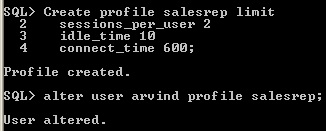 SQL> Create profile salesrep limit
  2      sessions_per_user 2
  3      idle_time 10
  4      connect_time 600;
Profile created.
SQL> alter user arvind profile salesrep;
User altered.